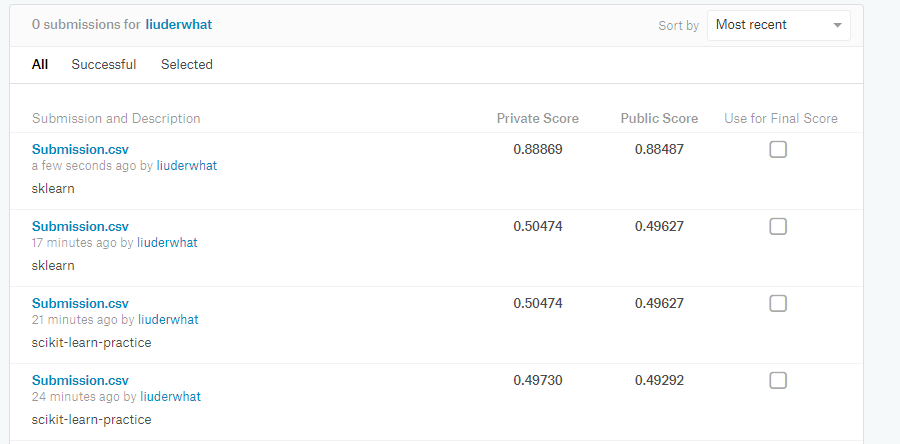 0 submissions for liuderwhat
Sort by Most recent
All Successful Selected
Submission and Description Private Score Public Score Use for Final Score
Submission.csv 0.88869 0.88487
a few seconds ago by liuderwhat
sklearn
Submission.csv 0.50474 0.49627
17 minutes ago by liuderwhat
sklearn
Submission.csv 0.50474 0.49627
21 minutes ago by liuderwhat
scikit-learn-practice
Submission.csv 0.49730 0.49292
24 minutes ago by liuderwhat
scikit-learn-practice